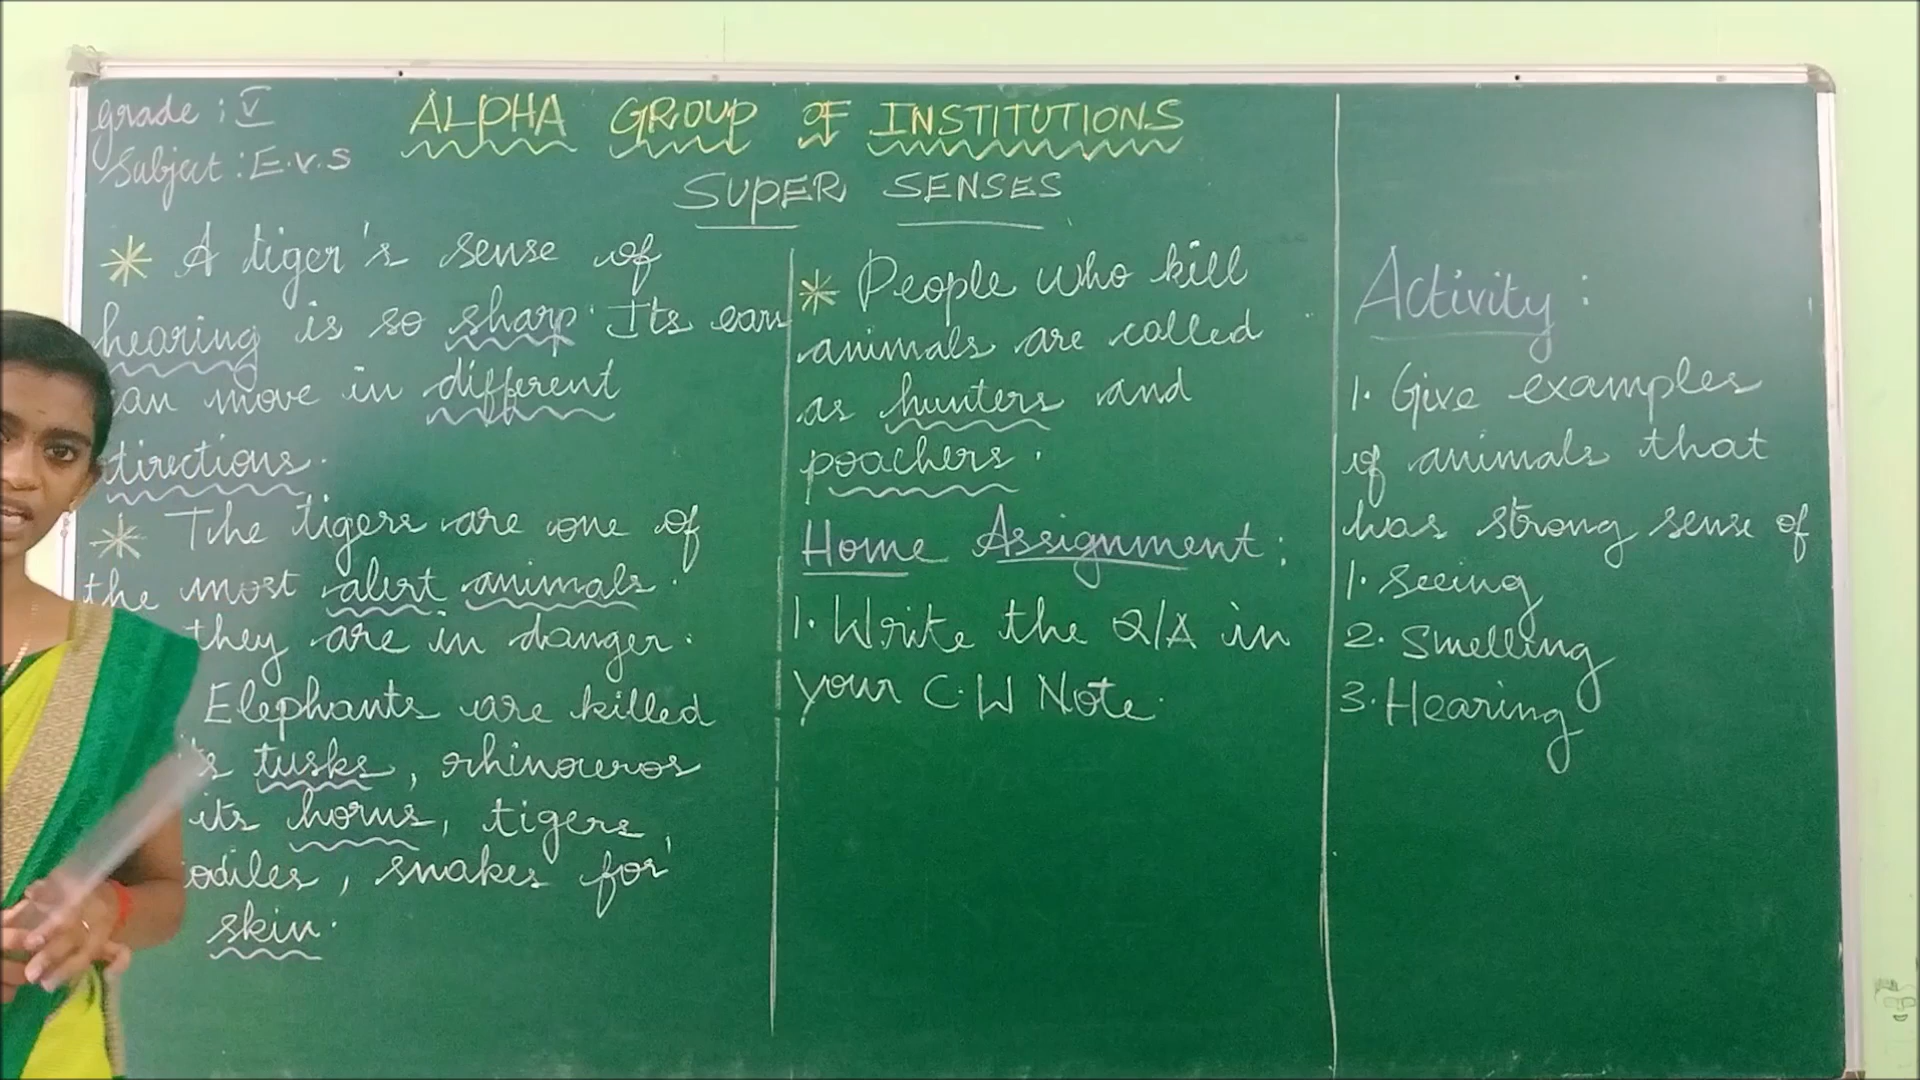 Grade : V
Subject : E.V.S
ALPHA GROUP OF INSTITUTIONS
SUPER SENSES
* A tiger's sense of
hearing is so sharp. Its ears
can move in different
directions.
* The tigers are one of
the most alert animals.
they are in danger.
Elephants are killed
tusks, rhinoceros
its horns, tigers,
odiles, snakes for
skin.
* People who kill
animals are called
as hunters and
poachers.
Home Assignment :
1. Write the Q/A in
your C.W Note.
Activity :
1. Give examples
of animals that
has strong sense of
1. Seeing
2. Smelling
3. Hearing